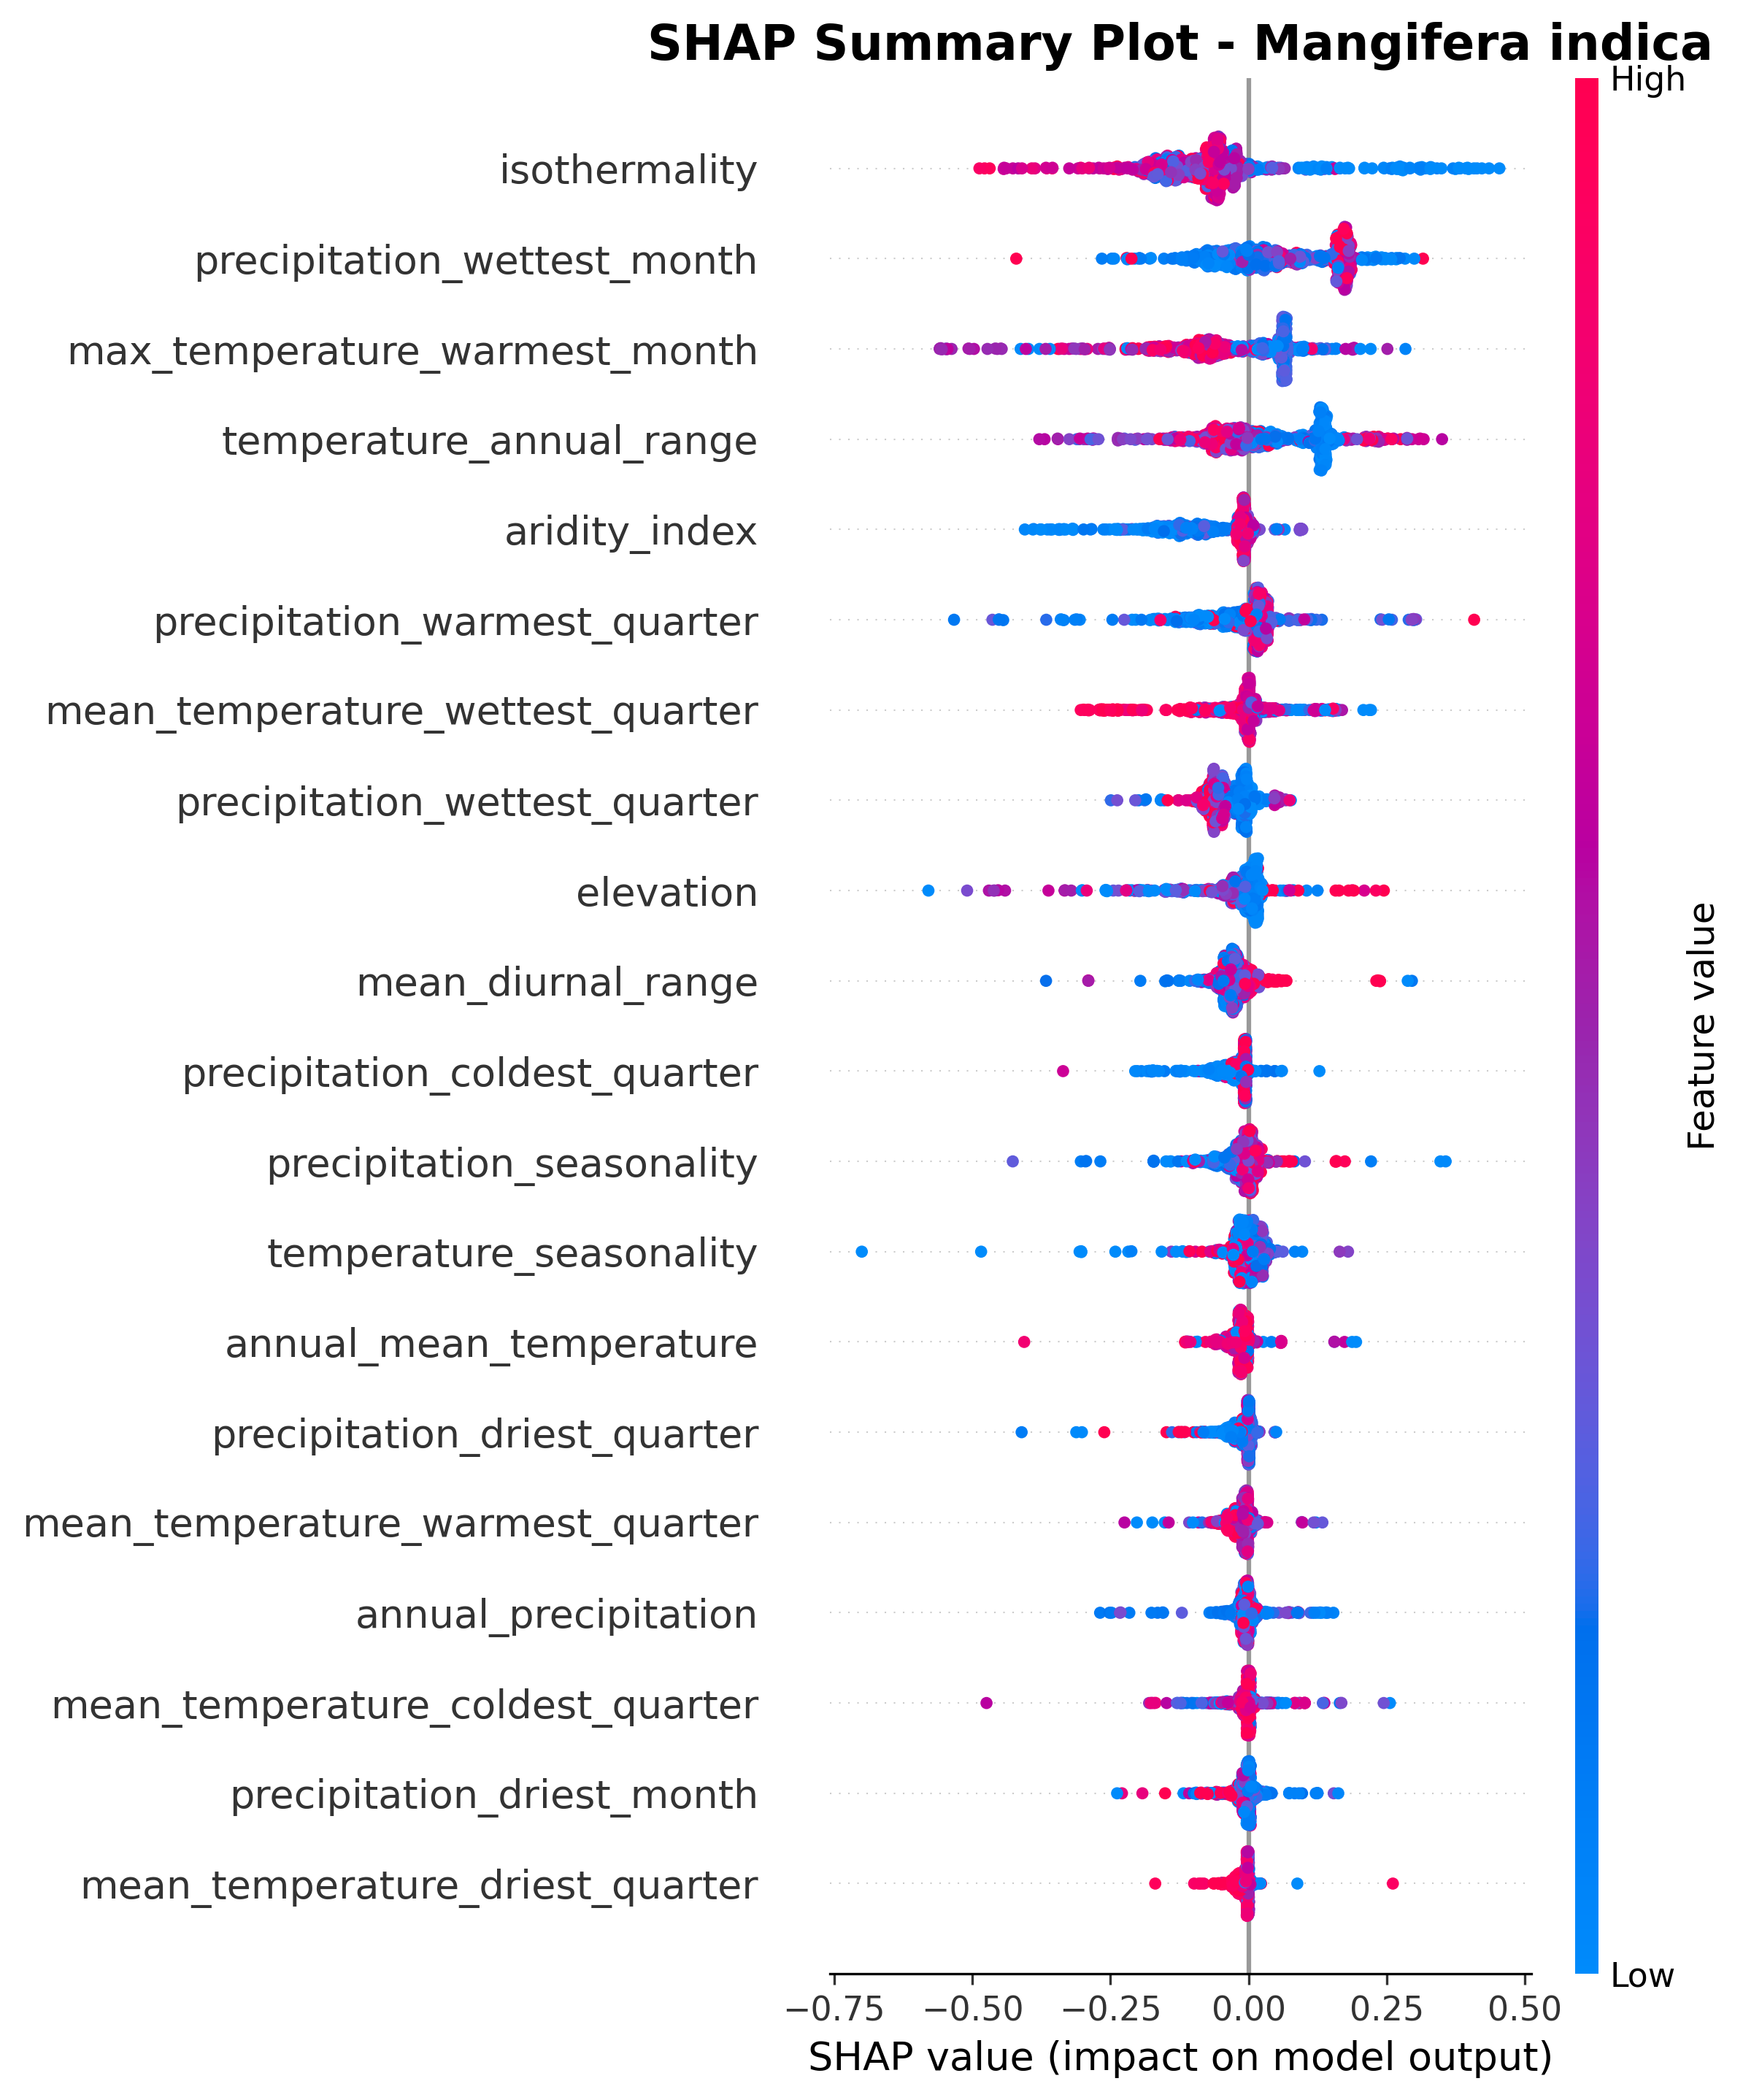 SHAP Summary Plot - Mangifera indica
High
isothermality
precipitation_wettest_month
max_temperature_warmest_month
temperature_annual_range
aridity_index
precipitation_warmest_quarter
mean_temperature_wettest_quarter
precipitation_wettest_quarter
elevation
mean_diurnal_range
precipitation_coldest_quarter
precipitation_seasonality
temperature_seasonality
annual_mean_temperature
precipitation_driest_quarter
mean_temperature_warmest_quarter
annual_precipitation
mean_temperature_coldest_quarter
precipitation_driest_month
mean_temperature_driest_quarter
Feature value
Low
−0.75 −0.50 −0.25 0.00 0.25 0.50
SHAP value (impact on model output)